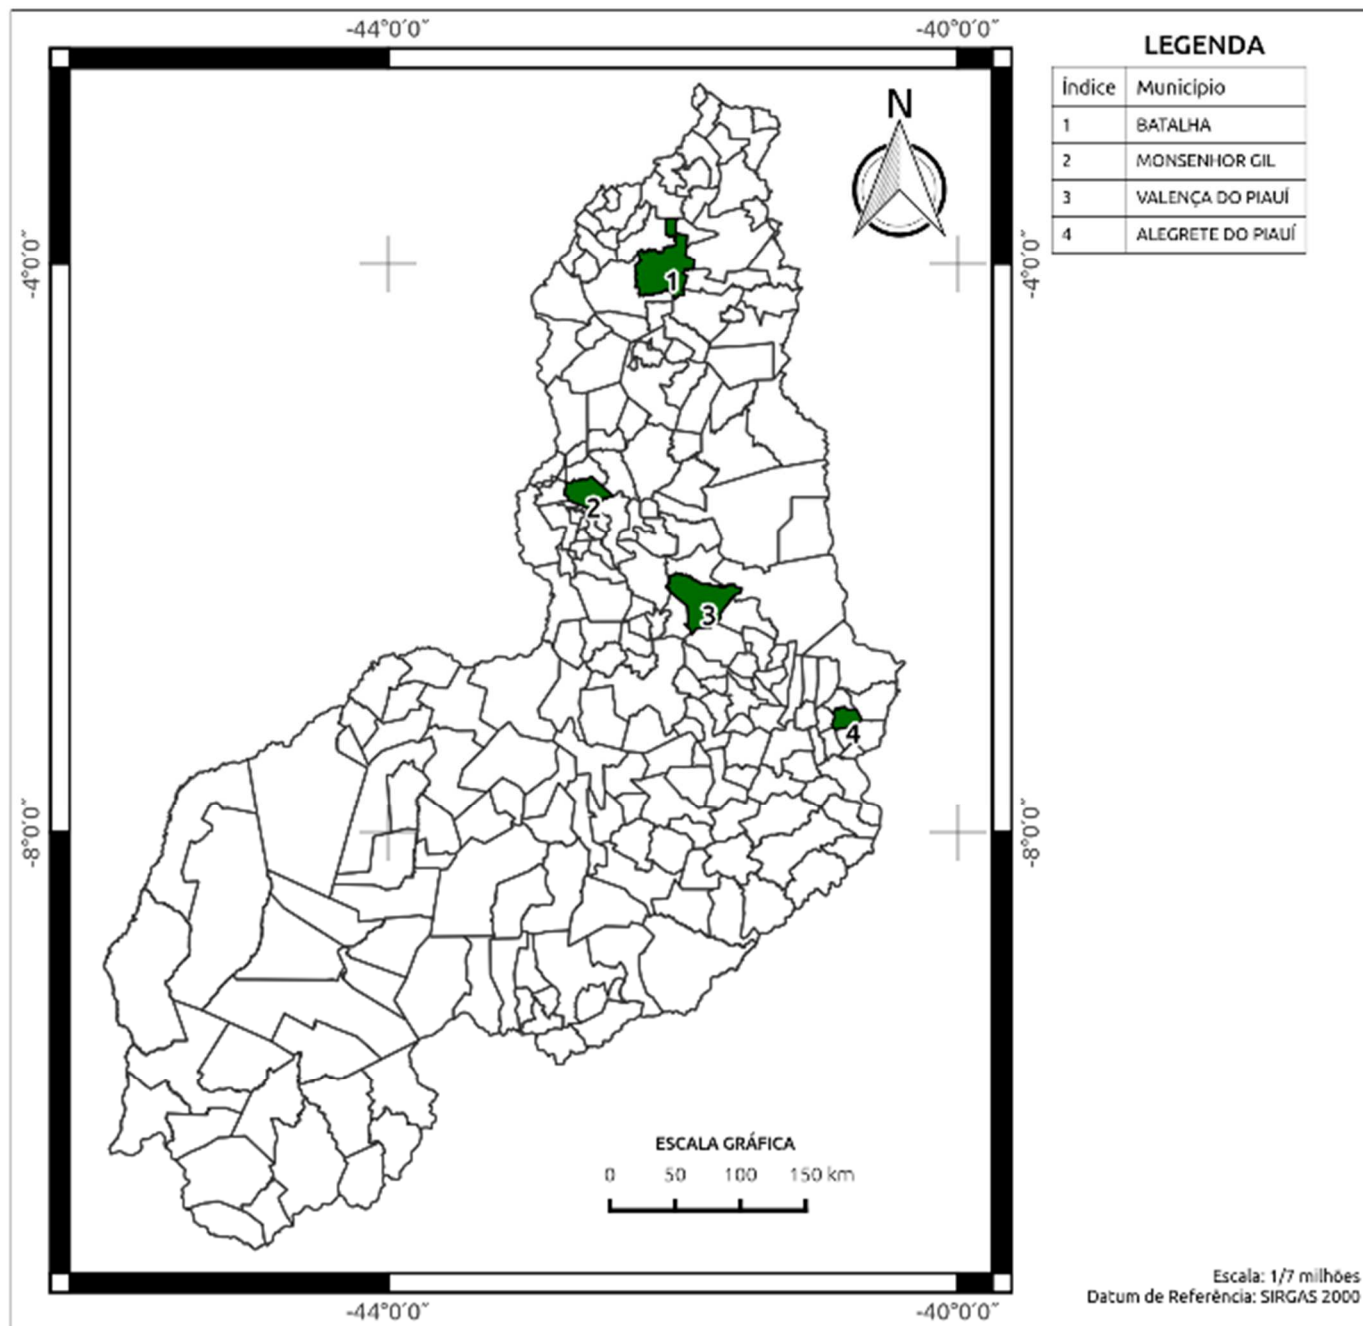 -44°0'0"
-40°0'0"
LEGENDA
Índice Município
1 BATALHA
2 MONSENHOR GIL
3 VALENÇA DO PIAUÍ
4 ALEGRETE DO PIAUÍ
N
-4°0'0"
-4°0'0"
1
2
3
4
-8°0'0"
-8°0'0"
ESCALA GRÁFICA
0 50 100 150 km
-44°0'0"
-40°0'0"
Escala: 1/7 milhões
Datum de Referência: SIRGAS 2000